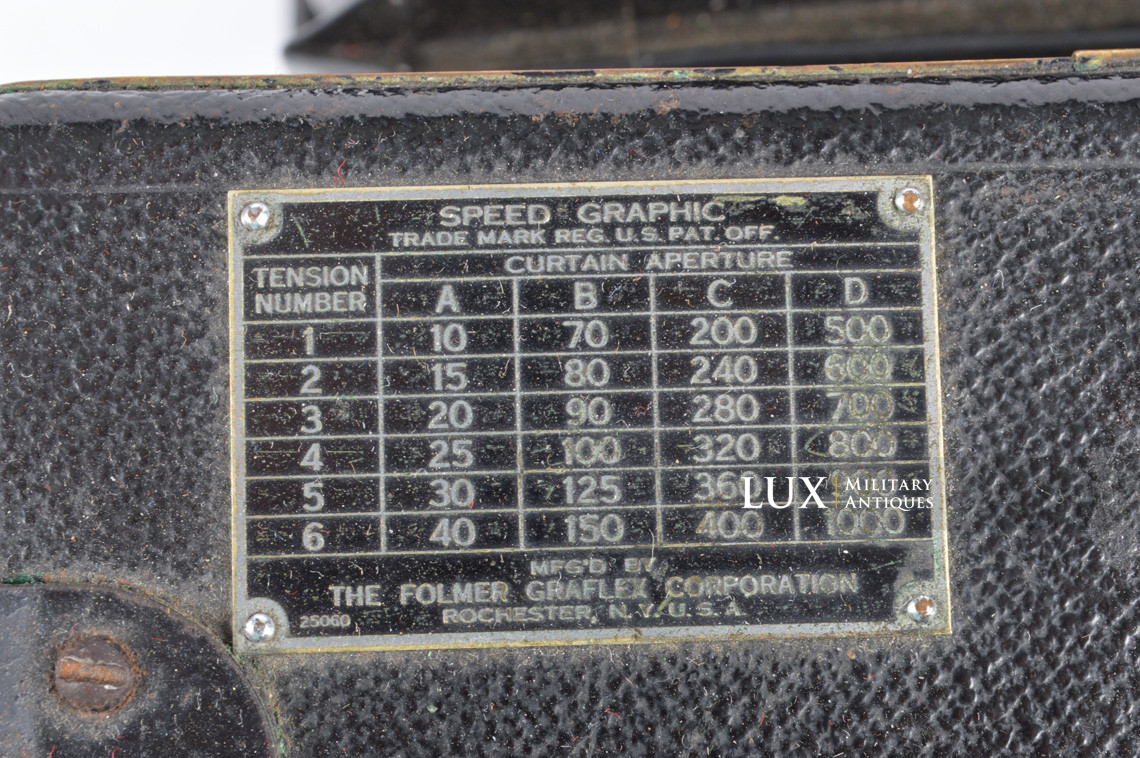 SPEED GRAPHIC
TRADE MARK REG. U.S. PAT. OFF.
TENSION NUMBER
CURTAIN APERTURE
A B C D
1 10 70 200 500
2 15 80 240 600
3 20 90 280 700
4 25 100 320 800
5 30 125 360
6 40 150 400 1000
LUX MILITARY
ANTIQUES
MFG'D BY
THE FOLMER GRAFLEX CORPORATION
25060 ROCHESTER, N.Y. U.S.A.